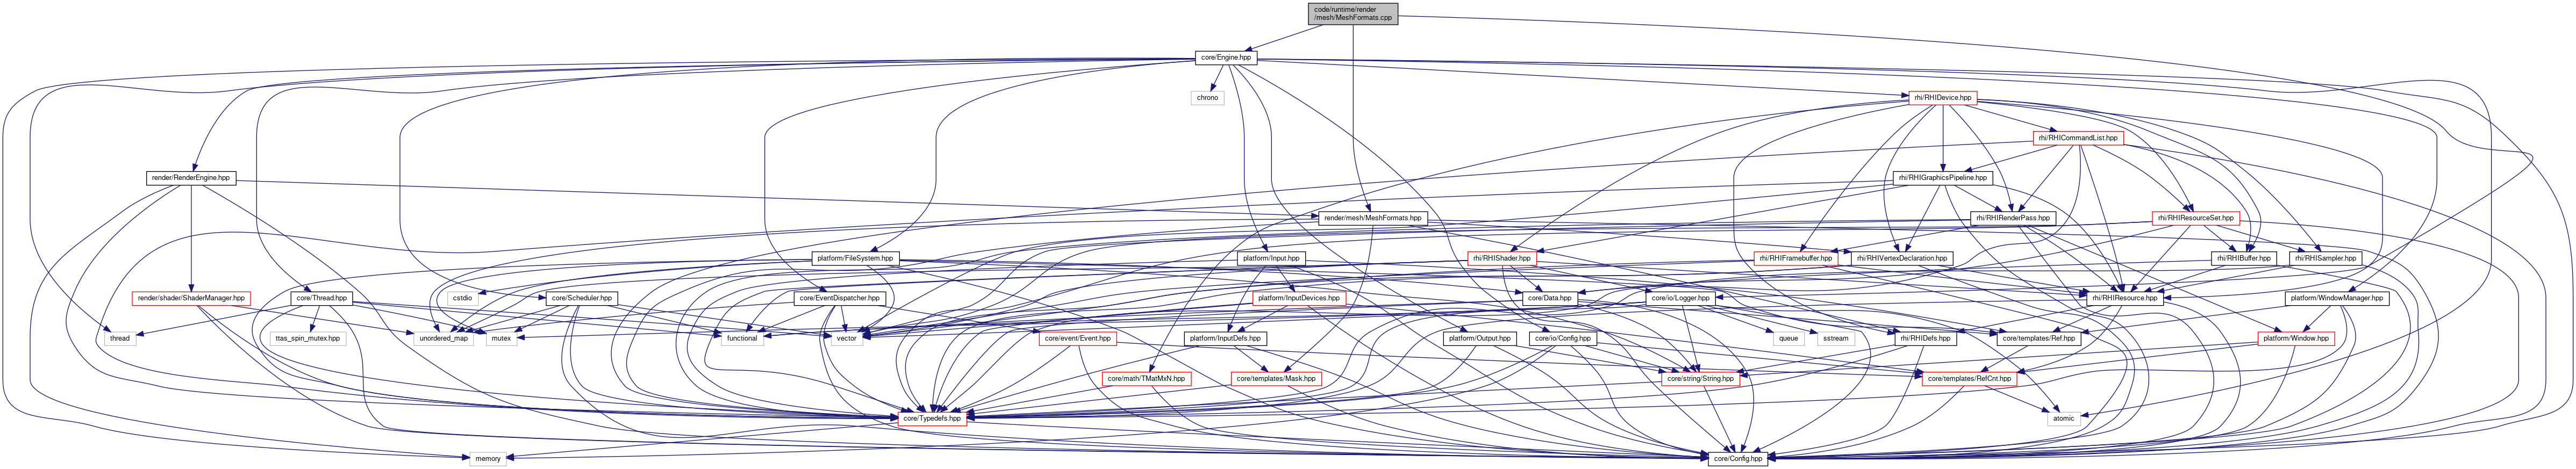 code/runtime/render
/mesh/MeshFormats.cpp
core/Engine.hpp
chrono
rhi/RHIDevice.hpp
rhi/RHICommandList.hpp
render/RenderEngine.hpp
rhi/RHIGraphicsPipeline.hpp
render/mesh/MeshFormats.hpp
rhi/RHIRenderPass.hpp
rhi/RHIResourceSet.hpp
platform/FileSystem.hpp
platform/Input.hpp
rhi/RHIShader.hpp
rhi/RHIFramebuffer.hpp
rhi/RHIVertexDeclaration.hpp
rhi/RHIBuffer.hpp
rhi/RHISampler.hpp
render/shader/ShaderManager.hpp
core/Thread.hpp
cstdio
core/Scheduler.hpp
core/EventDispatcher.hpp
platform/InputDevices.hpp
core/Data.hpp
core/io/Logger.hpp
rhi/RHIResource.hpp
platform/WindowManager.hpp
thread
ttas_spin_mutex.hpp
unordered_map
mutex
functional
vector
core/event/Event.hpp
platform/InputDefs.hpp
platform/Output.hpp
core/io/Config.hpp
queue
sstream
rhi/RHIDefs.hpp
core/templates/Ref.hpp
platform/Window.hpp
core/math/TMatMxN.hpp
core/templates/Mask.hpp
core/string/String.hpp
core/templates/RefCnt.hpp
core/Typedefs.hpp
atomic
memory
core/Config.hpp